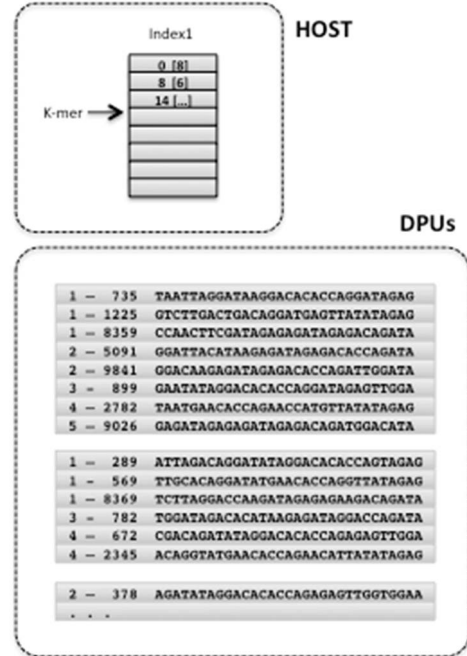 HOST
Index1
0 [8]
8 [6]
14 […]
K-mer
DPUs
1 – 735 TAATTAGGATAAGGACACACCAGGATAGAG
1 – 1225 GTCTTGACTGACAGGATGAGTTATATAGAG
1 – 8359 CCAACTTCGATAGAGAGATAGAGACAGATA
2 – 5091 GGATTACATAAGAGATAGAGACACCAGATA
2 – 9841 GGACAAGAGATAGAGACACCAGATTGGATA
3 – 899 GAATATAGGACACACCAGGATAGAGTTGGA
4 – 2782 TAATGAACACCAGAACCATGTTATATAGAG
5 – 9026 GAGATAGAGAGATAGAGACAGATGGACATA
1 – 289 ATTAGACAGGATATAGGACACACCAGTAGAG
1 – 569 TTGCACAGGATATGAACACCAGGTTATAGAG
1 – 8369 TCTTAGGACCAAGATAGAGAGAAGACAGATA
3 – 782 TGGATAGACACATAAGAGATAGGACCAGATA
4 – 672 CGACAGATATAGGACACACCAGAGAGTTGGA
4 – 2345 ACAGGTATGAACACCAGAACATTATATAGAG
2 – 378 AGATATAGGACACACCAGAGAGTTGGTGGAA
. . .